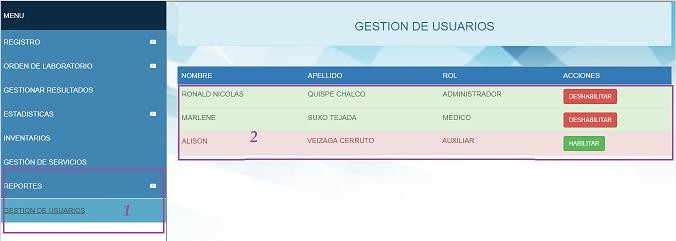 MENU
REGISTRO
ORDEN DE LABORATORIO
GESTIONAR RESULTADOS
ESTADISTICAS
INVENTARIOS
GESTIÓN DE SERVICIOS
REPORTES
GESTION DE USUARIOS 1
GESTION DE USUARIOS
NOMBRE APELLIDO ROL ACCIONES
RONALD NICOLAS QUISPE CHALCO ADMINISTRADOR DESHABILITAR
MARLENE SUXO TEJADA MEDICO DESHABILITAR
ALISON 2 VEIZAGA CERRUTO AUXILIAR HABILITAR